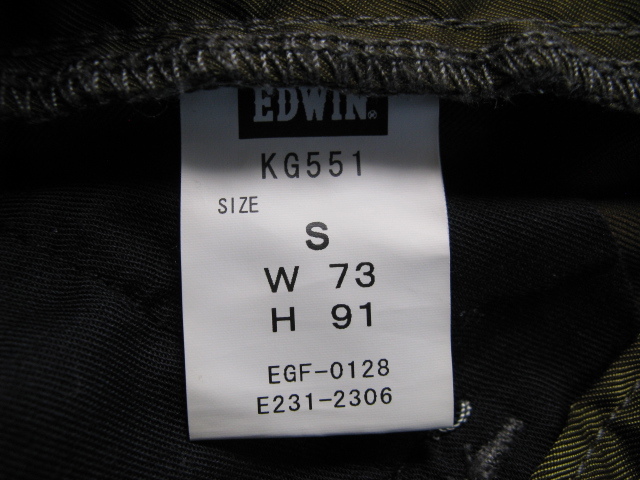 EDWIN®
KG551
SIZE
S
W 73
H 91
EGF-0128
E231-2306